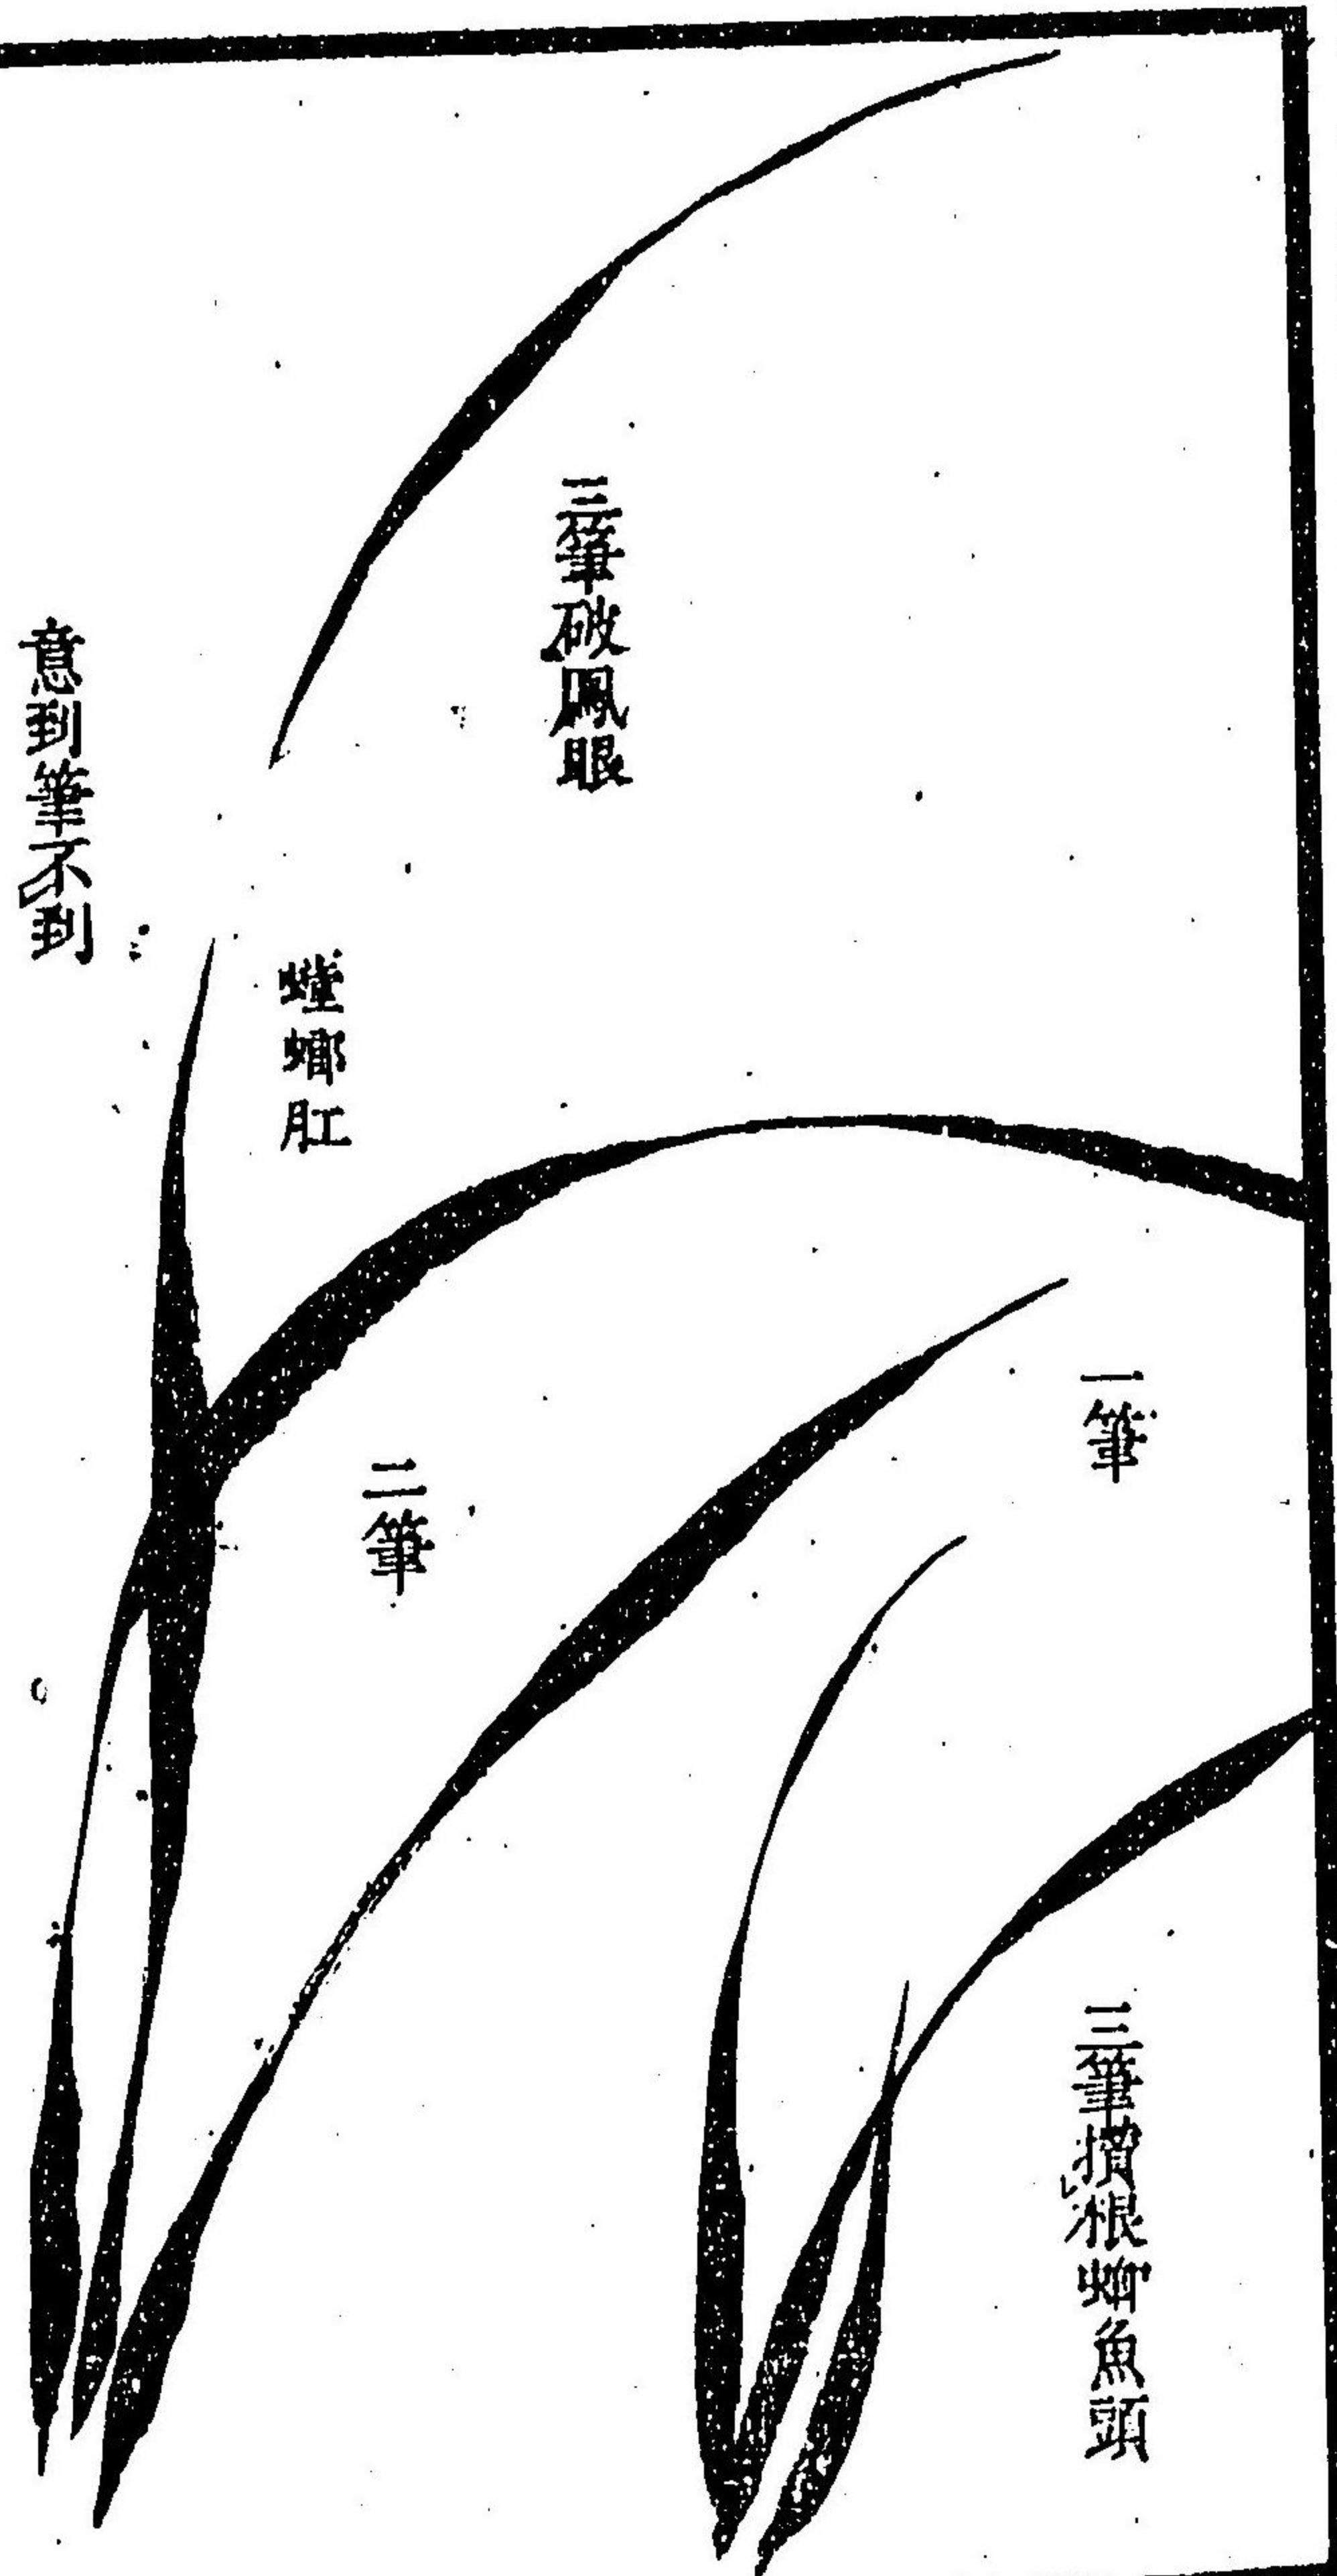 一筆
三筆攢根蝍魚頭
三筆破鳳眼
二筆
螳螂肚
意到筆不到